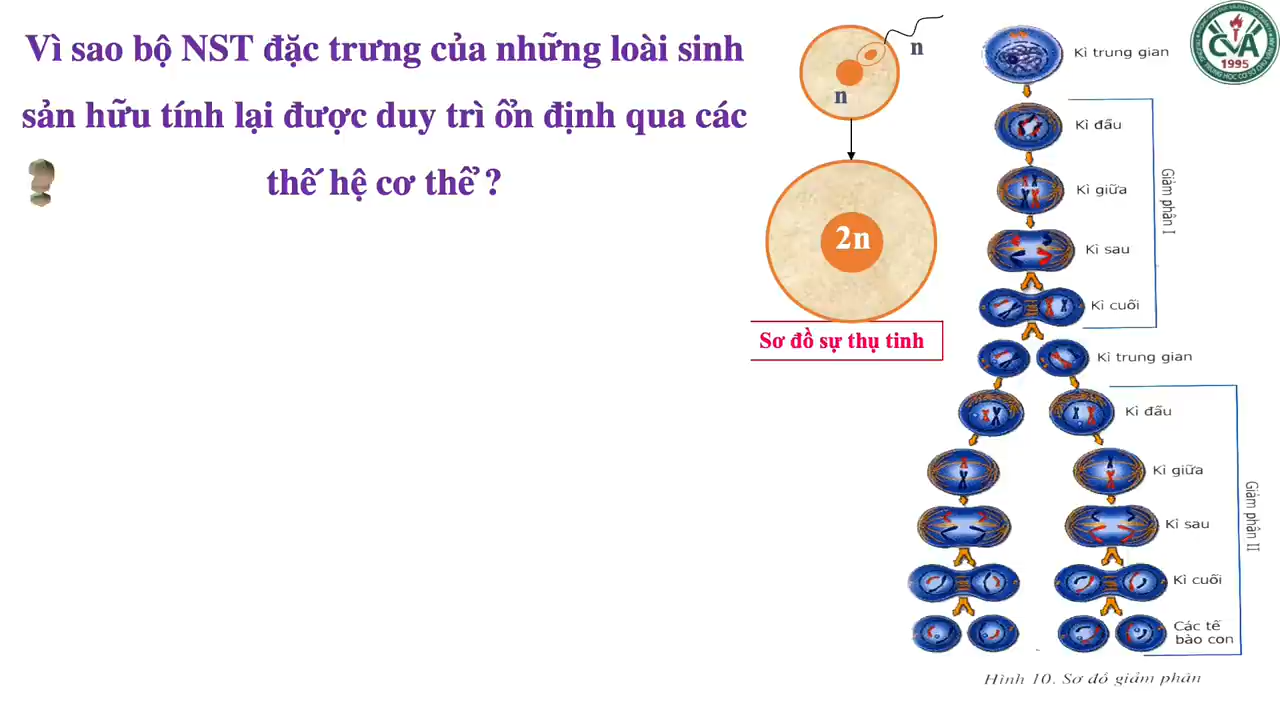 Vì sao bộ NST đặc trưng của những loài sinh
sản hữu tính lại được duy trì ổn định qua các
thế hệ cơ thể ?
n
n
2n
Sơ đồ sự thụ tinh
CVA
1995
Kì trung gian
Kì đầu
Kì giữa
Kì sau
Kì cuối
Giảm phân I
Kì trung gian
Kì đầu
Kì giữa
Kì sau
Kì cuối
Các tế
bào con
Giảm phân II
Hình 10. Sơ đồ giảm phân